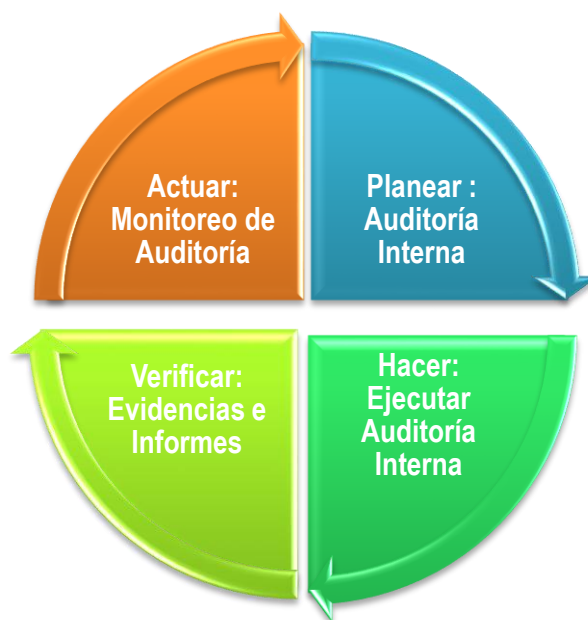 Actuar:
Monitoreo de
Auditoría
Planear :
Auditoría
Interna
Verificar:
Evidencias e
Informes
Hacer:
Ejecutar
Auditoría
Interna